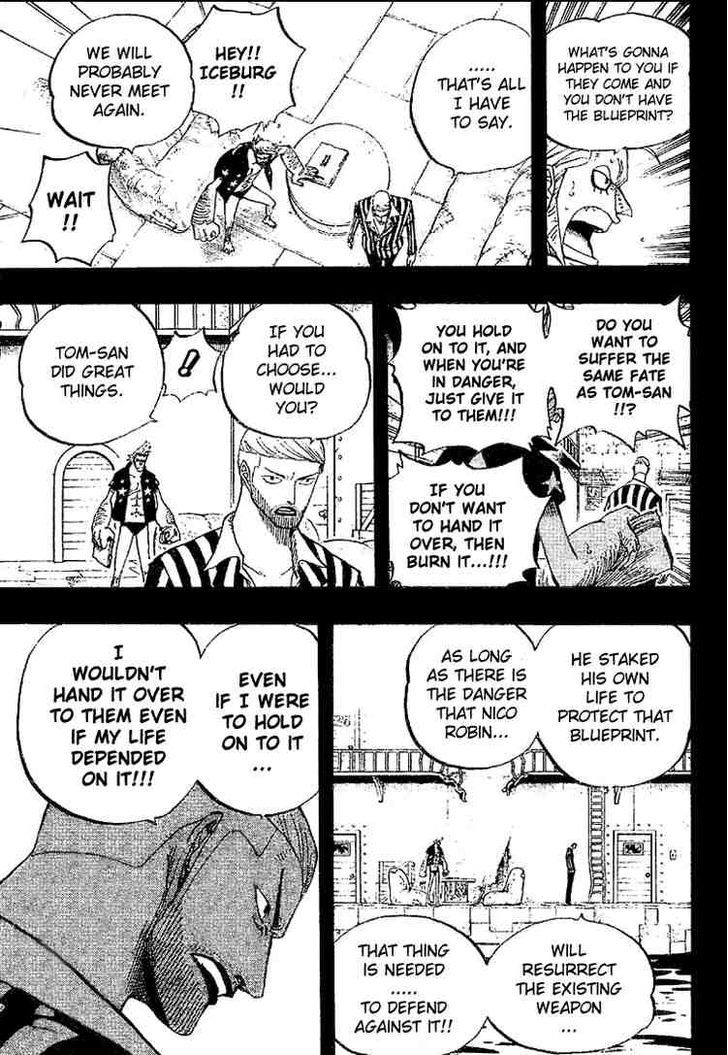 WHAT'S GONNA
HAPPEN TO YOU IF
THEY COME AND
YOU DON'T HAVE
THE BLUEPRINT?
.....
THAT'S ALL
I HAVE
TO SAY.
HEY!!
ICEBURG
!!
WE WILL
PROBABLY
NEVER MEET
AGAIN.
WAIT
!!
DO YOU
WANT TO
SUFFER THE
SAME FATE
AS TOM-SAN
!!?
YOU HOLD
ON TO IT, AND
WHEN YOU'RE
IN DANGER,
JUST GIVE IT
TO THEM!!!
IF YOU
DON'T WANT
TO HAND IT
OVER, THEN
BURN IT...!!!
IF YOU
HAD TO
CHOOSE...
WOULD
YOU?
!
TOM-SAN
DID GREAT
THINGS.
HE STAKED
HIS OWN
LIFE TO
PROTECT THAT
BLUEPRINT.
AS LONG
AS THERE IS
THE DANGER
THAT NICO
ROBIN...
WILL
RESURRECT
THE EXISTING
WEAPON
...
THAT THING
IS NEEDED
.....
TO DEFEND
AGAINST IT!!
EVEN
IF I WERE
TO HOLD
ON TO IT
...
I
WOULDN'T
HAND IT OVER
TO THEM EVEN
IF MY LIFE
DEPENDED
ON IT!!!